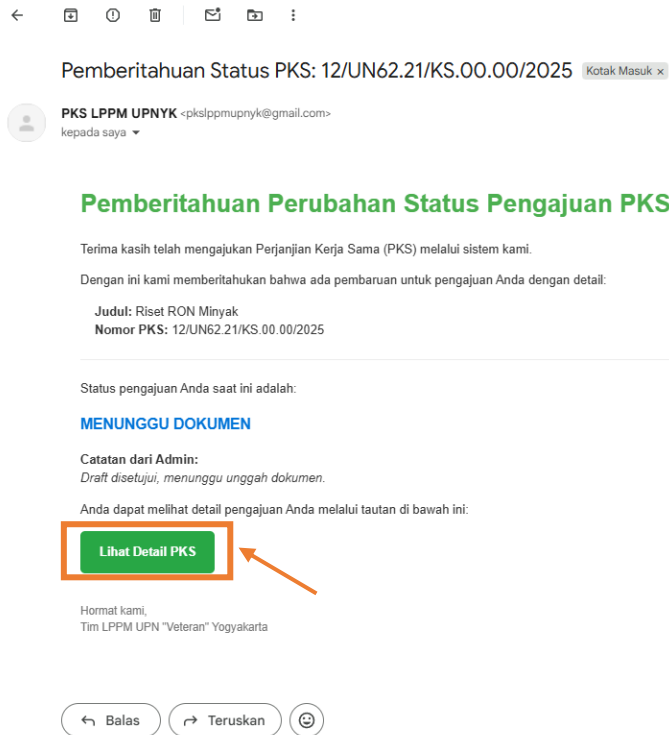 Pemberitahuan Status PKS: 12/UN62.21/KS.00.00/2025 Kotak Masuk ×
PKS LPPM UPNYK <pkslppmupnyk@gmail.com>
kepada saya
Pemberitahuan Perubahan Status Pengajuan PKS
Terima kasih telah mengajukan Perjanjian Kerja Sama (PKS) melalui sistem kami.
Dengan ini kami memberitahukan bahwa ada pembaruan untuk pengajuan Anda dengan detail:
Judul: Riset RON Minyak
Nomor PKS: 12/UN62.21/KS.00.00/2025
Status pengajuan Anda saat ini adalah:
MENUNGGU DOKUMEN
Catatan dari Admin:
Draft disetujui, menunggu unggah dokumen.
Anda dapat melihat detail pengajuan Anda melalui tautan di bawah ini:
Lihat Detail PKS
Hormat kami,
Tim LPPM UPN "Veteran" Yogyakarta
Balas Teruskan